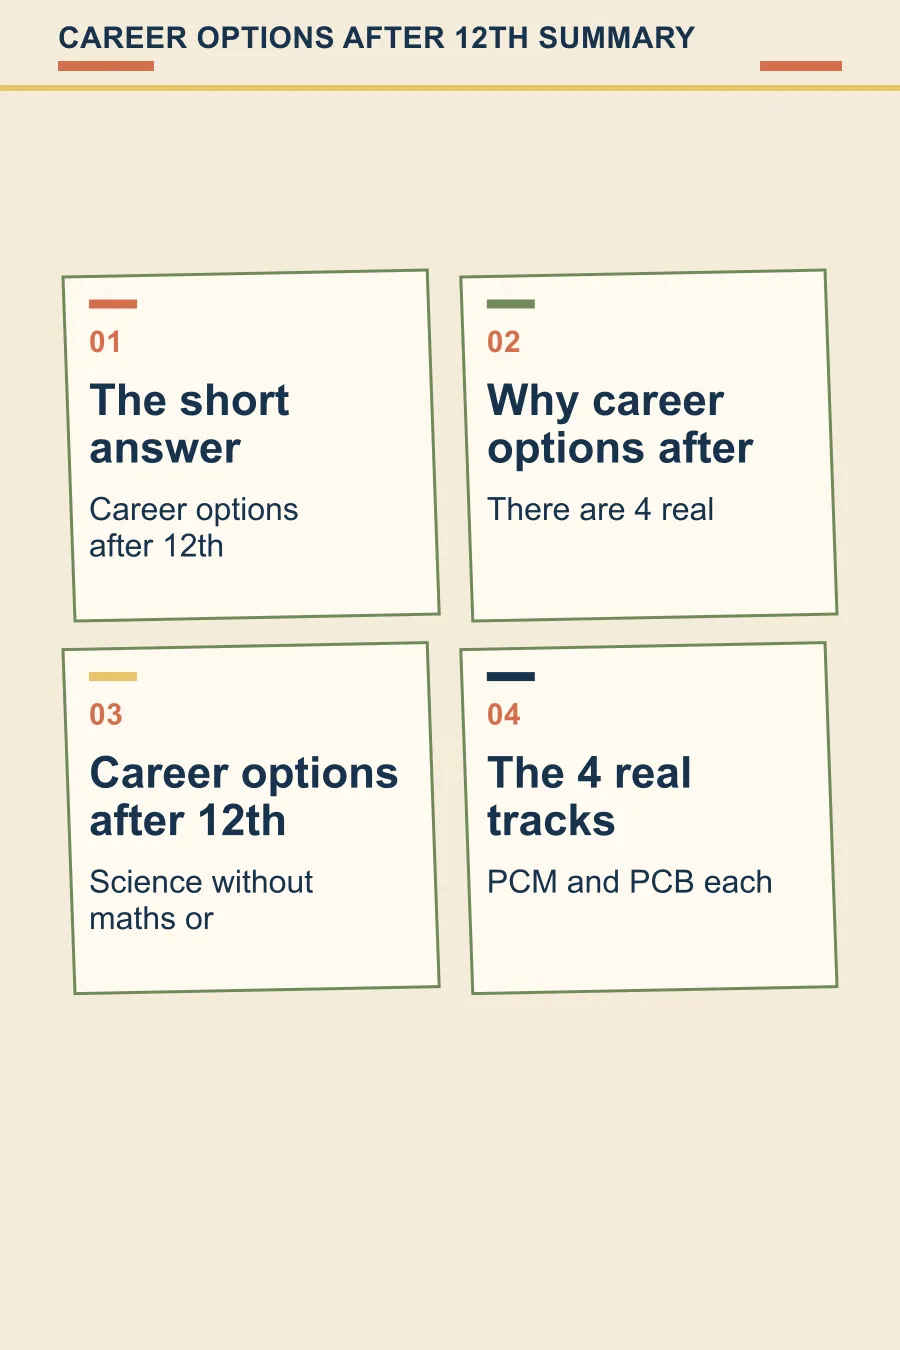 CAREER OPTIONS AFTER 12TH SUMMARY
01
The short
answer
Career options
after 12th
02
Why career
options after
There are 4 real
03
Career options
after 12th
Science without
maths or
04
The 4 real
tracks
PCM and PCB each